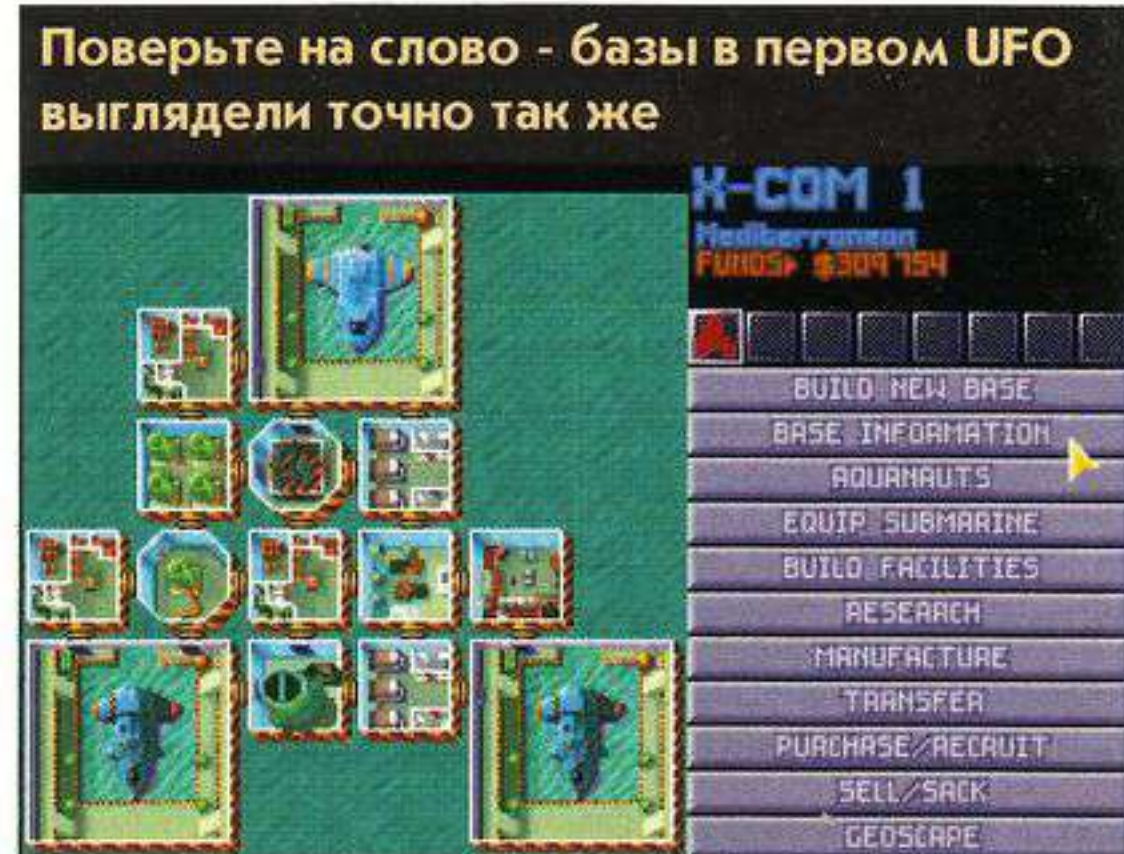 Поверьте на слово - базы в первом UFO
выглядели точно так же
X-COM 1
Mediterranean
FUNDS> $309 754
BUILD NEW BASE
BASE INFORMATION
AQUANAUTS
EQUIP SUBMARINE
BUILD FACILITIES
RESEARCH
MANUFACTURE
TRANSFER
PURCHASE/RECRUIT
SELL/SACK
GEOSCAPE